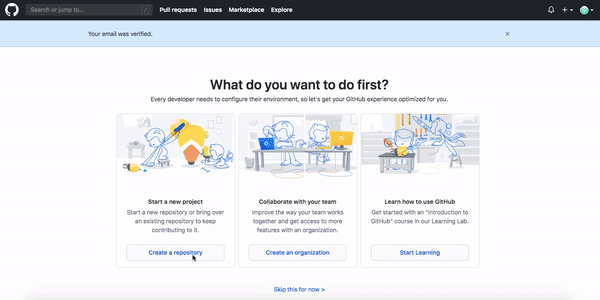 Search or jump to...
/
Pull requests
Issues
Marketplace
Explore
Your email was verified.
What do you want to do first?
Every developer needs to configure their environment, so let's get your GitHub experience optimized for you.
Start a new project
Start a new repository or bring over
an existing repository to keep
contributing to it.
Create a repository
Collaborate with your team
Improve the way your team works
together and get access to more
features with an organization.
Create an organization
Learn how to use GitHub
Get started with an "Introduction to
GitHub" course in our Learning Lab.
Start Learning
Skip this for now >